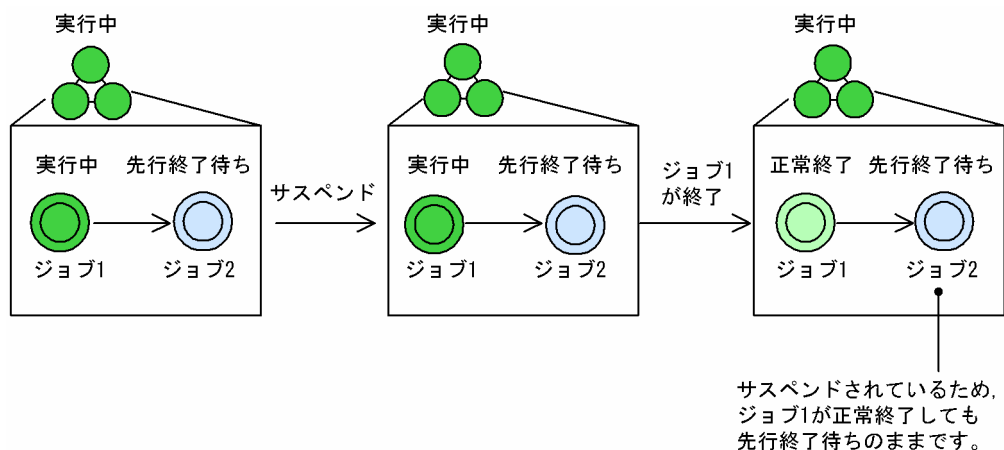 実行中
実行中
実行中
実行中
先行終了待ち
ジョブ1
ジョブ2
サスペンド
実行中
先行終了待ち
ジョブ1
ジョブ2
ジョブ1
が終了
正常終了
先行終了待ち
ジョブ1
ジョブ2
サスペンドされているため,
ジョブ1が正常終了しても
先行終了待ちのままです。